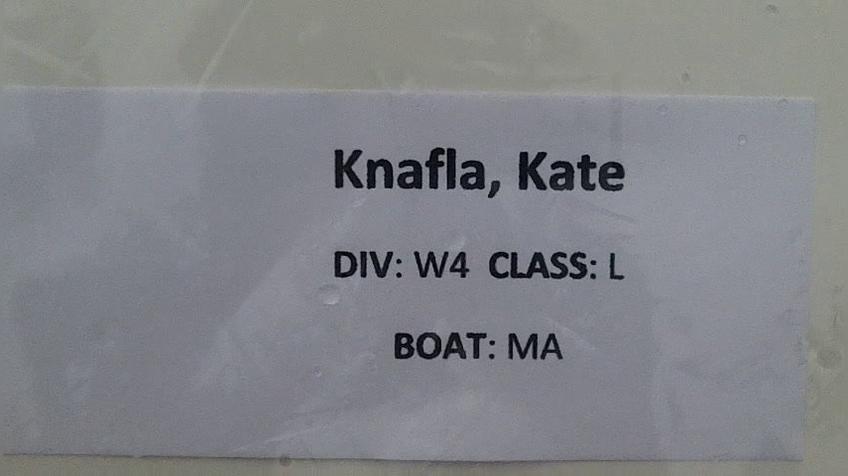 Knafla, Kate
DIV: W4 CLASS: L
BOAT: MA